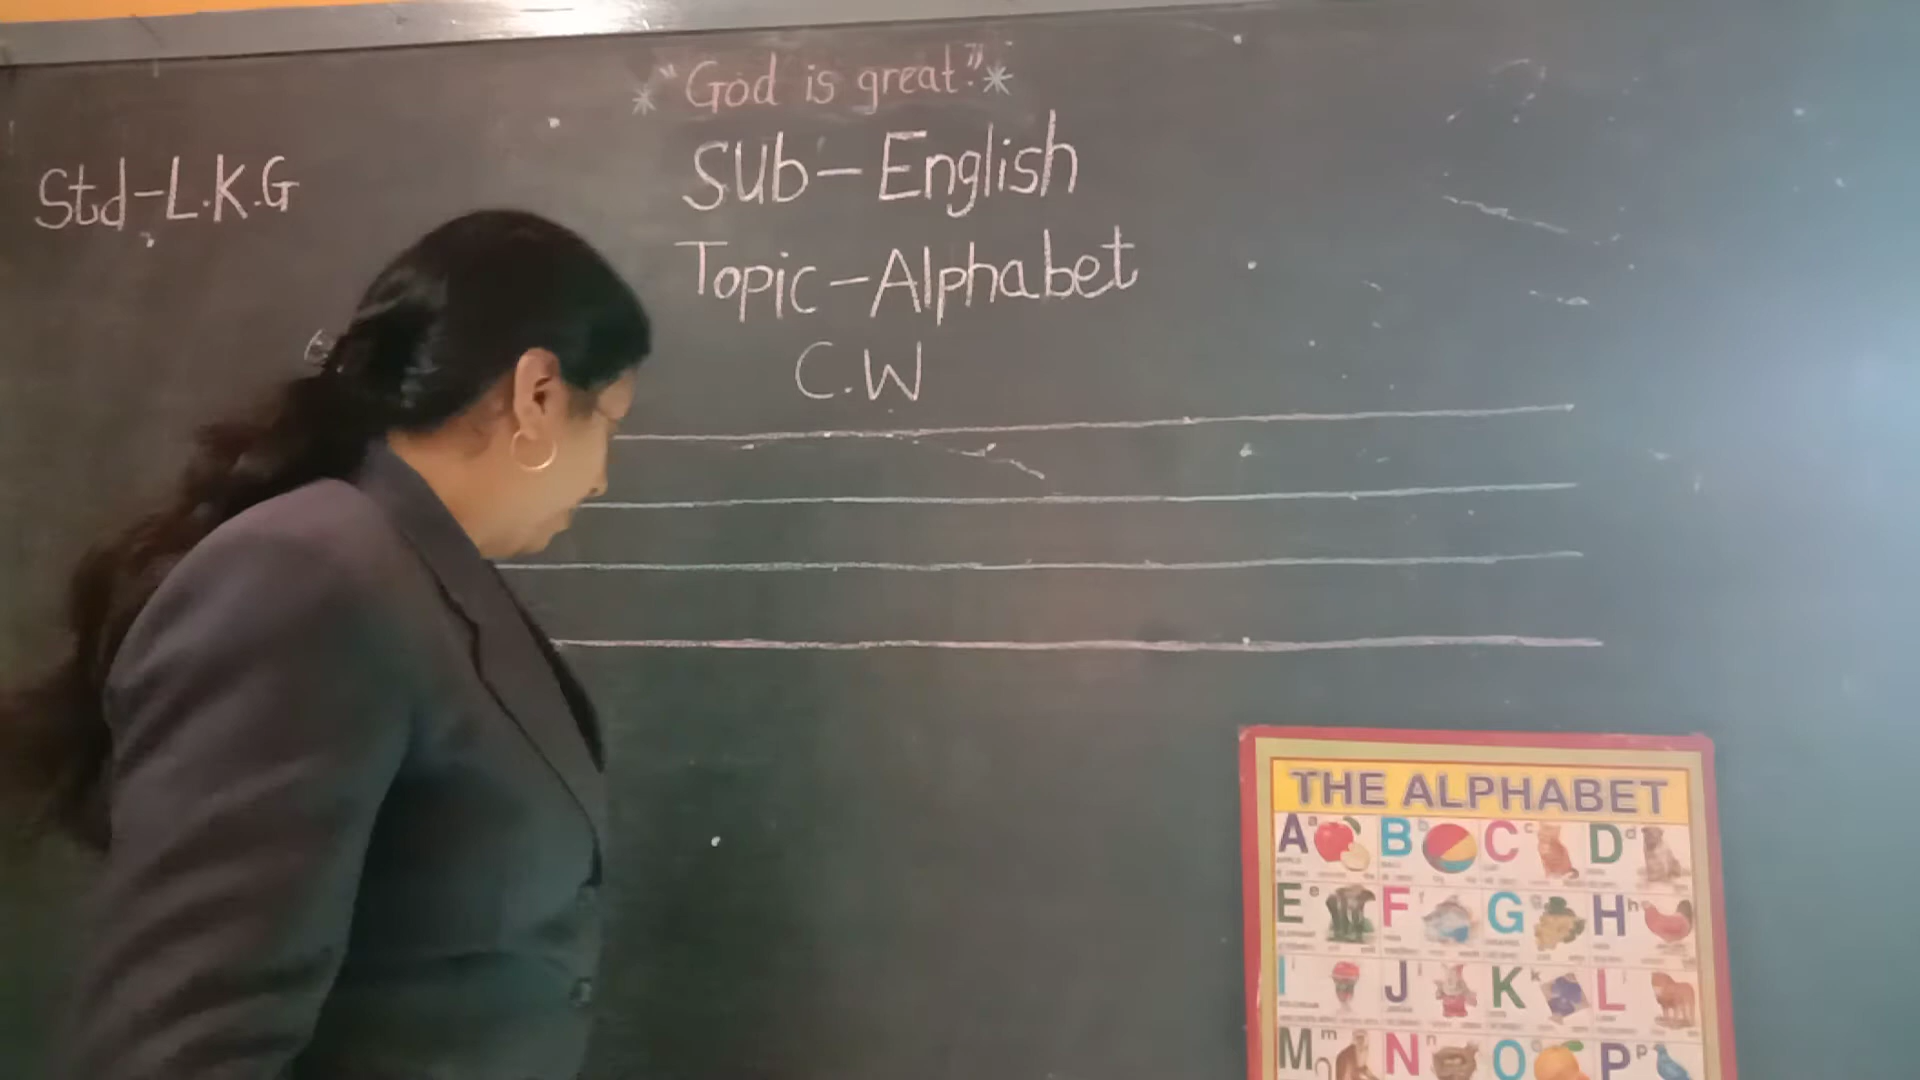 "God is great."
Std-L.K.G
SUb-English
Topic-Alphabet
C.W
THE ALPHABET
A a B b C c D d
E e F f G g H h
I i J j K k L l
M m N n O o P p